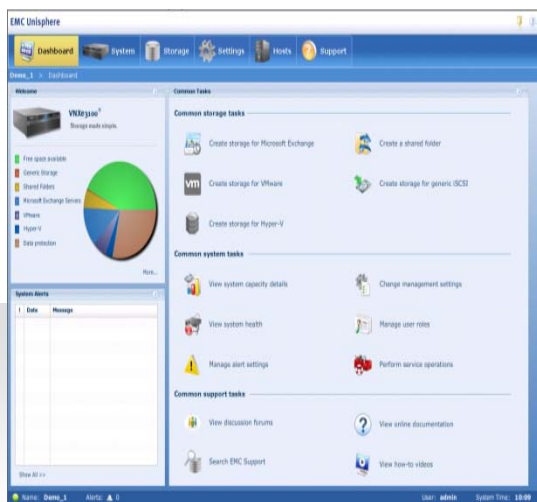 EMC Unisphere
Dashboard
System
Storage
Settings
Hosts
Support
Demo_1 > Dashboard
Welcome
VNXe3100
Storage made simple.
Free space available
Generic Storage
Shared Folders
Microsoft Exchange Servers
VMware
Hyper-V
Data protection
More...
System Alerts
! Date Message
Show All >>
Common Tasks
Common storage tasks
Create storage for Microsoft Exchange
Create a shared folder
vm
Create storage for VMware
Create storage for generic iSCSI
Create storage for Hyper-V
Common system tasks
View system capacity details
Change management settings
View system health
Manage user roles
Manage alert settings
Perform service operations
Common support tasks
View discussion forums
View online documentation
Search EMC Support
View how-to videos
Name: Demo_1 Alerts: 0 User: admin System Time: 10:09